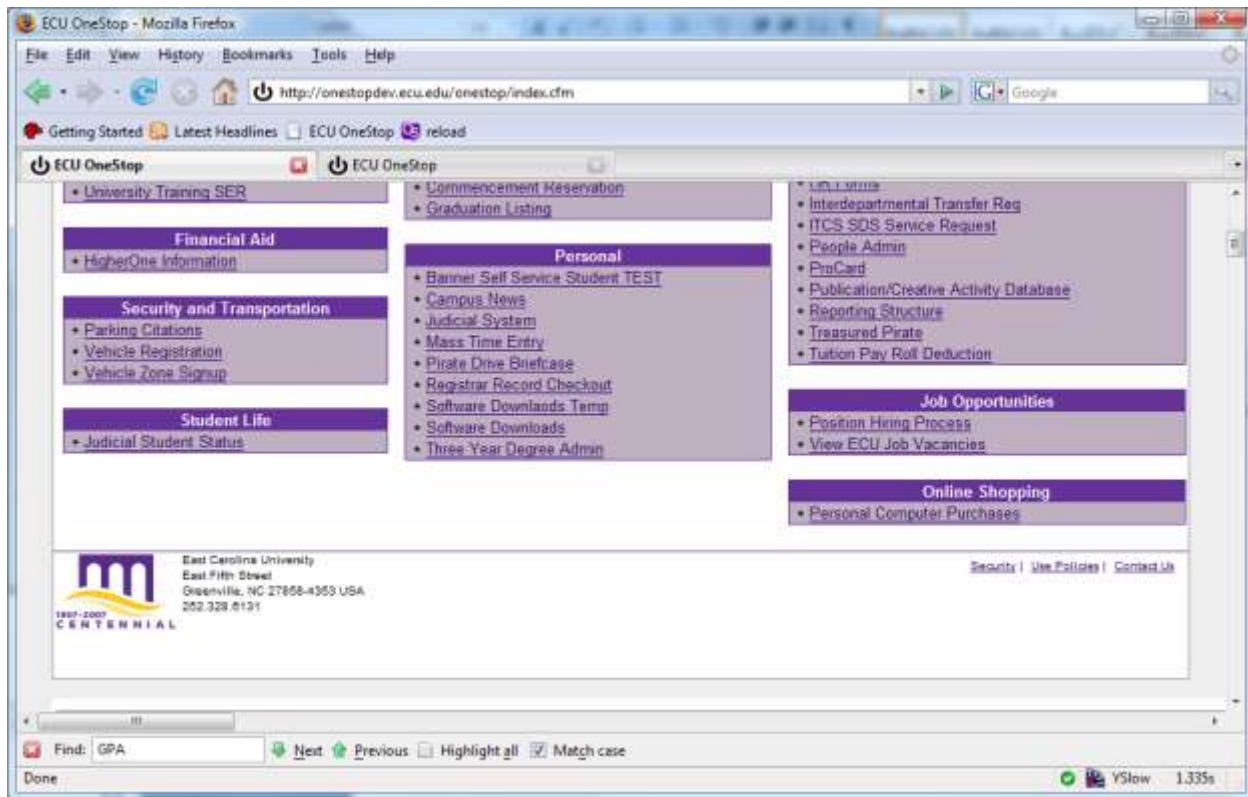 ECU OneStop - Mozilla Firefox
File Edit View History Bookmarks Tools Help
http://onestopdev.ecu.edu/onestop/index.cfm
Google
Getting Started Latest Headlines ECU OneStop reload
ECU OneStop ECU OneStop
• University Training SER
Financial Aid
• HigherOne Information
Security and Transportation
• Parking Citations
• Vehicle Registration
• Vehicle Zone Signup
Student Life
• Judicial Student Status
• Commencement Reservation
• Graduation Listing
Personal
• Banner Self Service Student TEST
• Campus News
• Judicial System
• Mass Time Entry
• Pirate Drive Briefcase
• Registrar Record Checkout
• Software Downlaods Temp
• Software Downloads
• Three Year Degree Admin
• Interdepartmental Transfer Req
• ITCS SDS Service Request
• People Admin
• ProCard
• Publication/Creative Activity Database
• Reporting Structure
• Treasured Pirate
• Tuition Pay Roll Deduction
Job Opportunities
• Position Hiring Process
• View ECU Job Vacancies
Online Shopping
• Personal Computer Purchases
1907-2007
CENTENNIAL
East Carolina University
East Fifth Street
Greenville, NC 27858-4353 USA
252.328.6131
Security | Use Policies | Contact Us
Find: GPA Next Previous Highlight all Match case
Done YSlow 1.335s